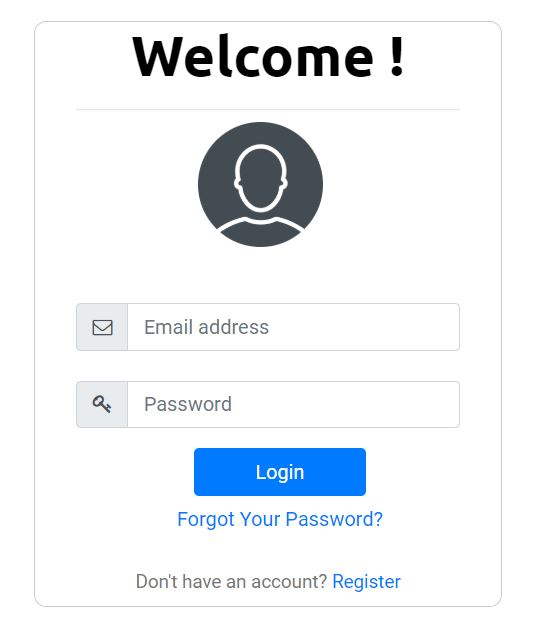 Welcome !
Email address
Password
Login
Forgot Your Password?
Don't have an account? Register